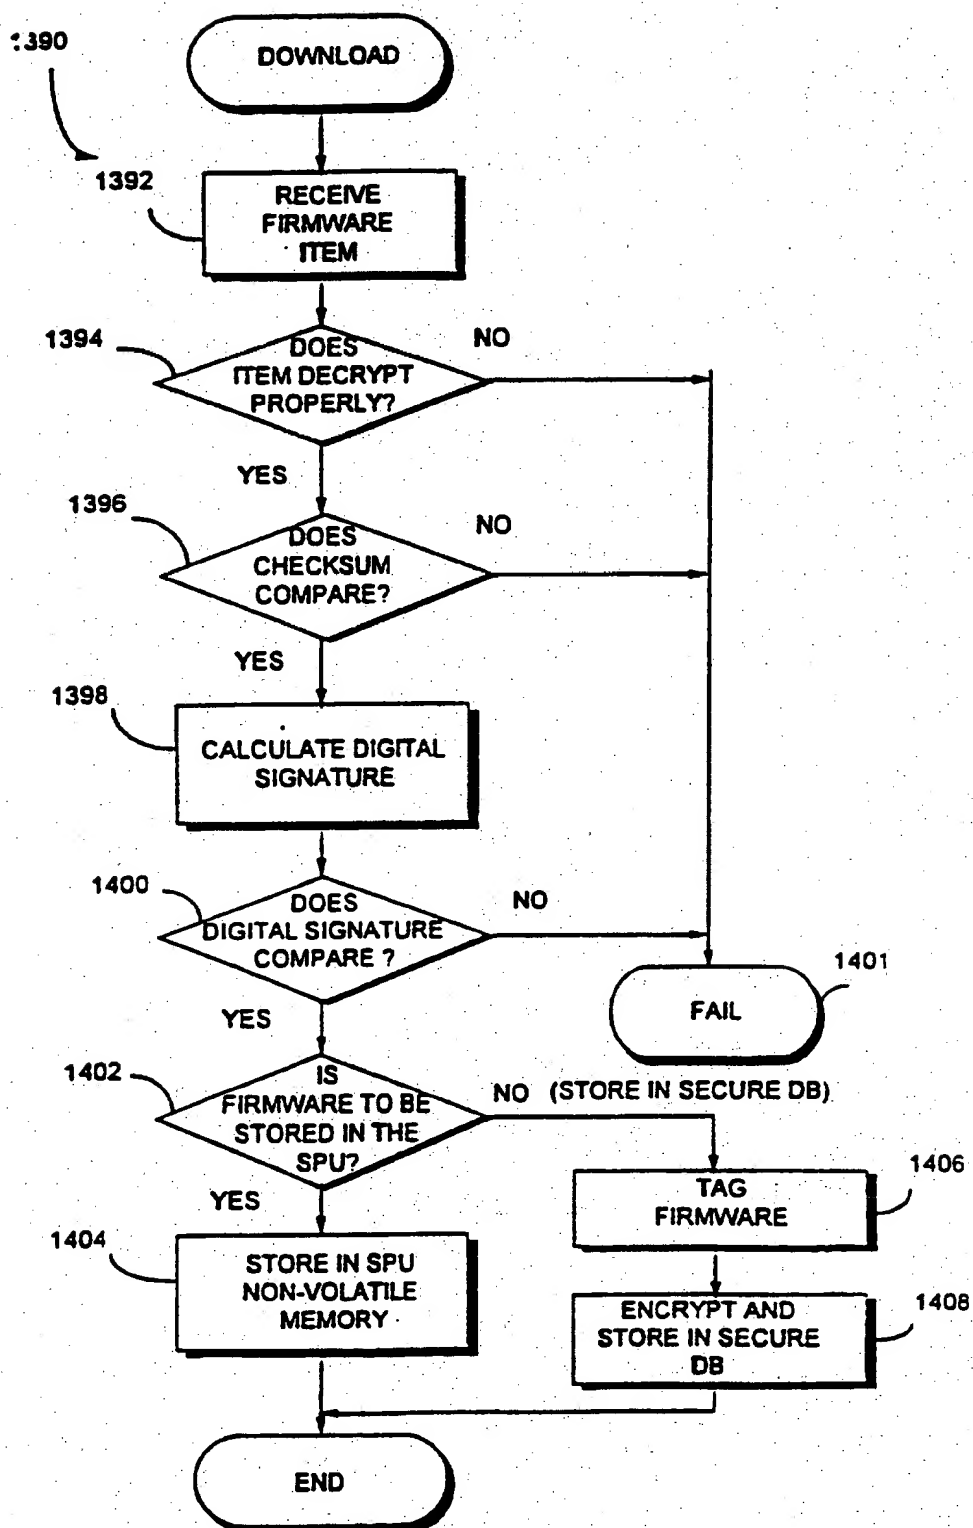 1390
DOWNLOAD
1392
RECEIVE
FIRMWARE
ITEM
1394
DOES
ITEM DECRYPT
PROPERLY?
NO
YES
1396
DOES
CHECKSUM
COMPARE?
NO
YES
1398
CALCULATE DIGITAL
SIGNATURE
1400
DOES
DIGITAL SIGNATURE
COMPARE ?
NO
1401
FAIL
YES
1402
IS
FIRMWARE TO BE
STORED IN THE
SPU?
NO (STORE IN SECURE DB)
YES
1406
TAG
FIRMWARE
1404
STORE IN SPU
NON-VOLATILE
MEMORY
1408
ENCRYPT AND
STORE IN SECURE
DB
END